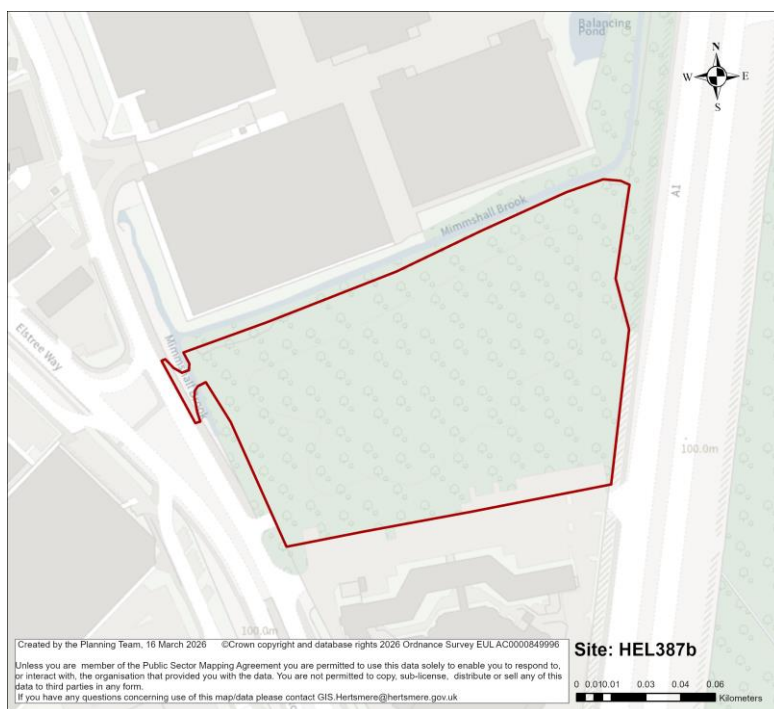 Balancing
Pond
N
W E
S
A1
Mimmshall Brook
Elstree Way
Mimmshall Brook
100.0m
100.0m
Created by the Planning Team, 16 March 2026 ©Crown copyright and database rights 2026 Ordnance Survey EUL AC0000849996
Unless you are member of the Public Sector Mapping Agreement you are permitted to use this data solely to enable you to respond to,
or interact with, the organisation that provided you with the data. You are not permitted to copy, sub-license, distribute or sell any of this
data to third parties in any form.
If you have any questions concerning use of this map/data please contact GIS.Hertsmere@hertsmere.gov.uk
Site: HEL387b
0 0.010.01 0.03 0.04 0.06
Kilometers